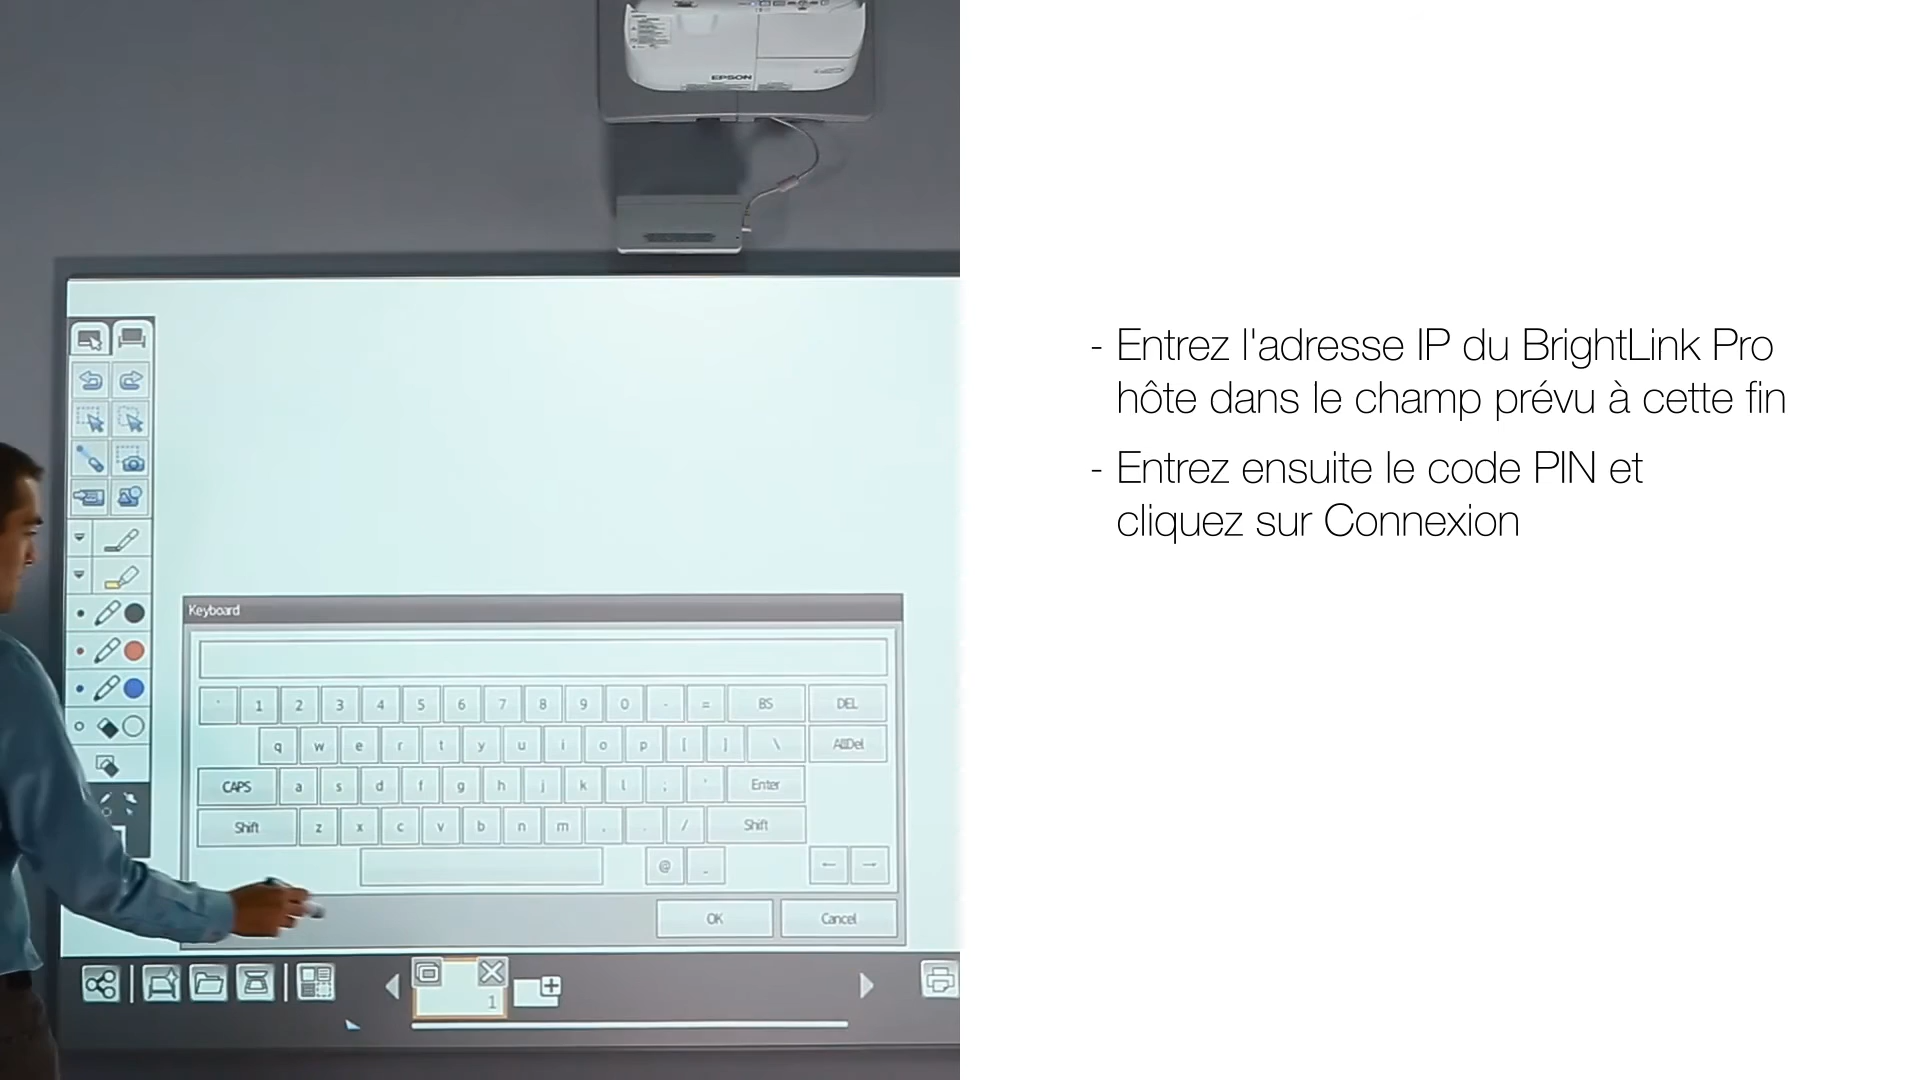 EPSON
- Entrez l'adresse IP du BrightLink Pro
hôte dans le champ prévu à cette fin
- Entrez ensuite le code PIN et
cliquez sur Connexion
Keyboard
` 1 2 3 4 5 6 7 8 9 0 - = BS DEL
q w e r t y u i o p [ ] \ AllDel
CAPS a s d f g h j k l ; ' Enter
Shift z x c v b n m , . / Shift
@ _ ← →
OK Cancel
1